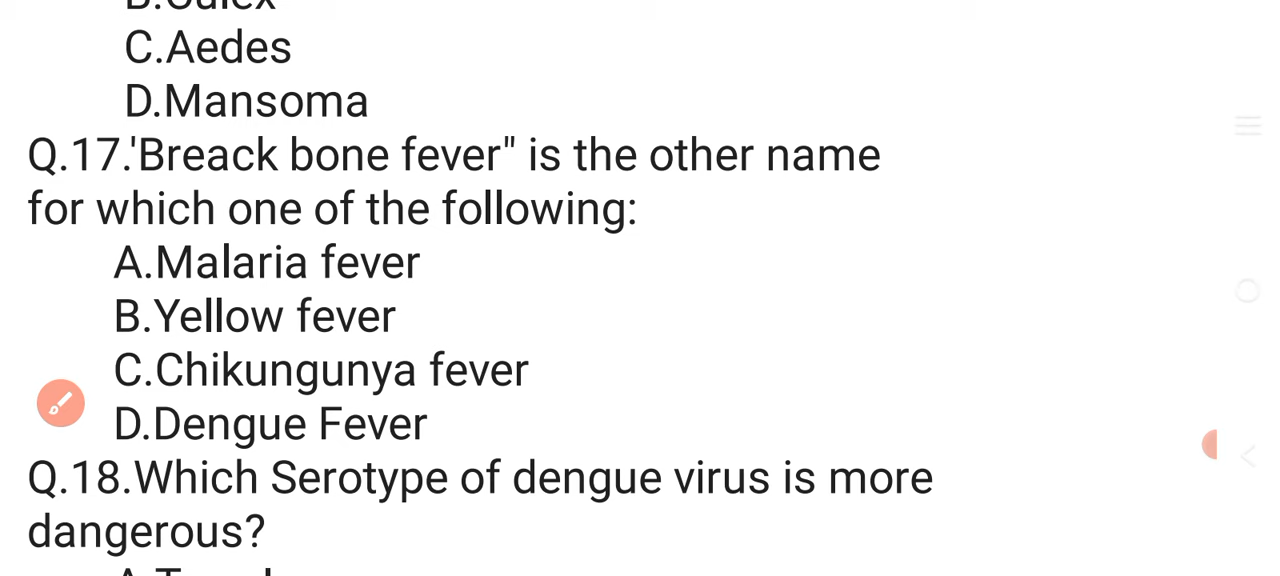 C.Aedes
D.Mansoma
Q.17.'Breack bone fever" is the other name
for which one of the following:
A.Malaria fever
B.Yellow fever
C.Chikungunya fever
D.Dengue Fever
Q.18.Which Serotype of dengue virus is more
dangerous?